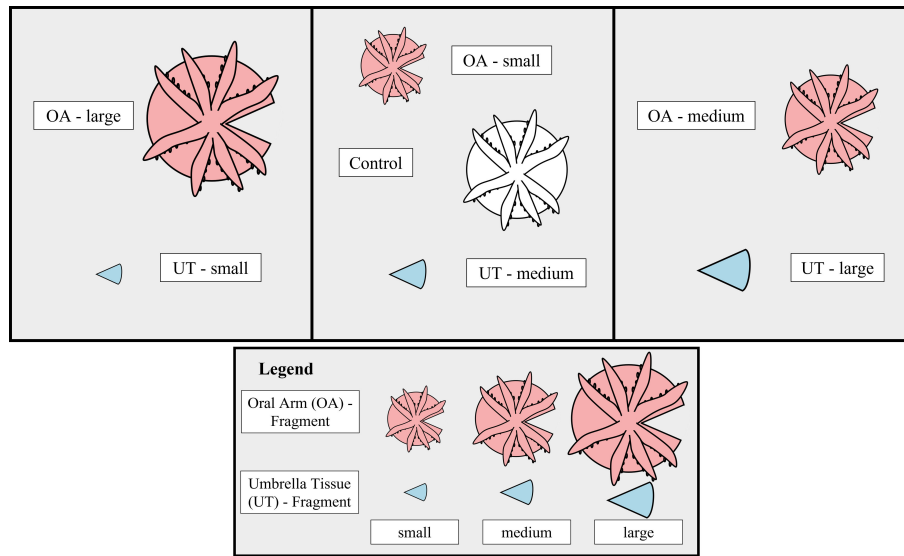 OA - large
UT - small
OA - small
Control
UT - medium
OA - medium
UT - large
Legend
Oral Arm (OA) -
Fragment
Umbrella Tissue
(UT) - Fragment
small
medium
large